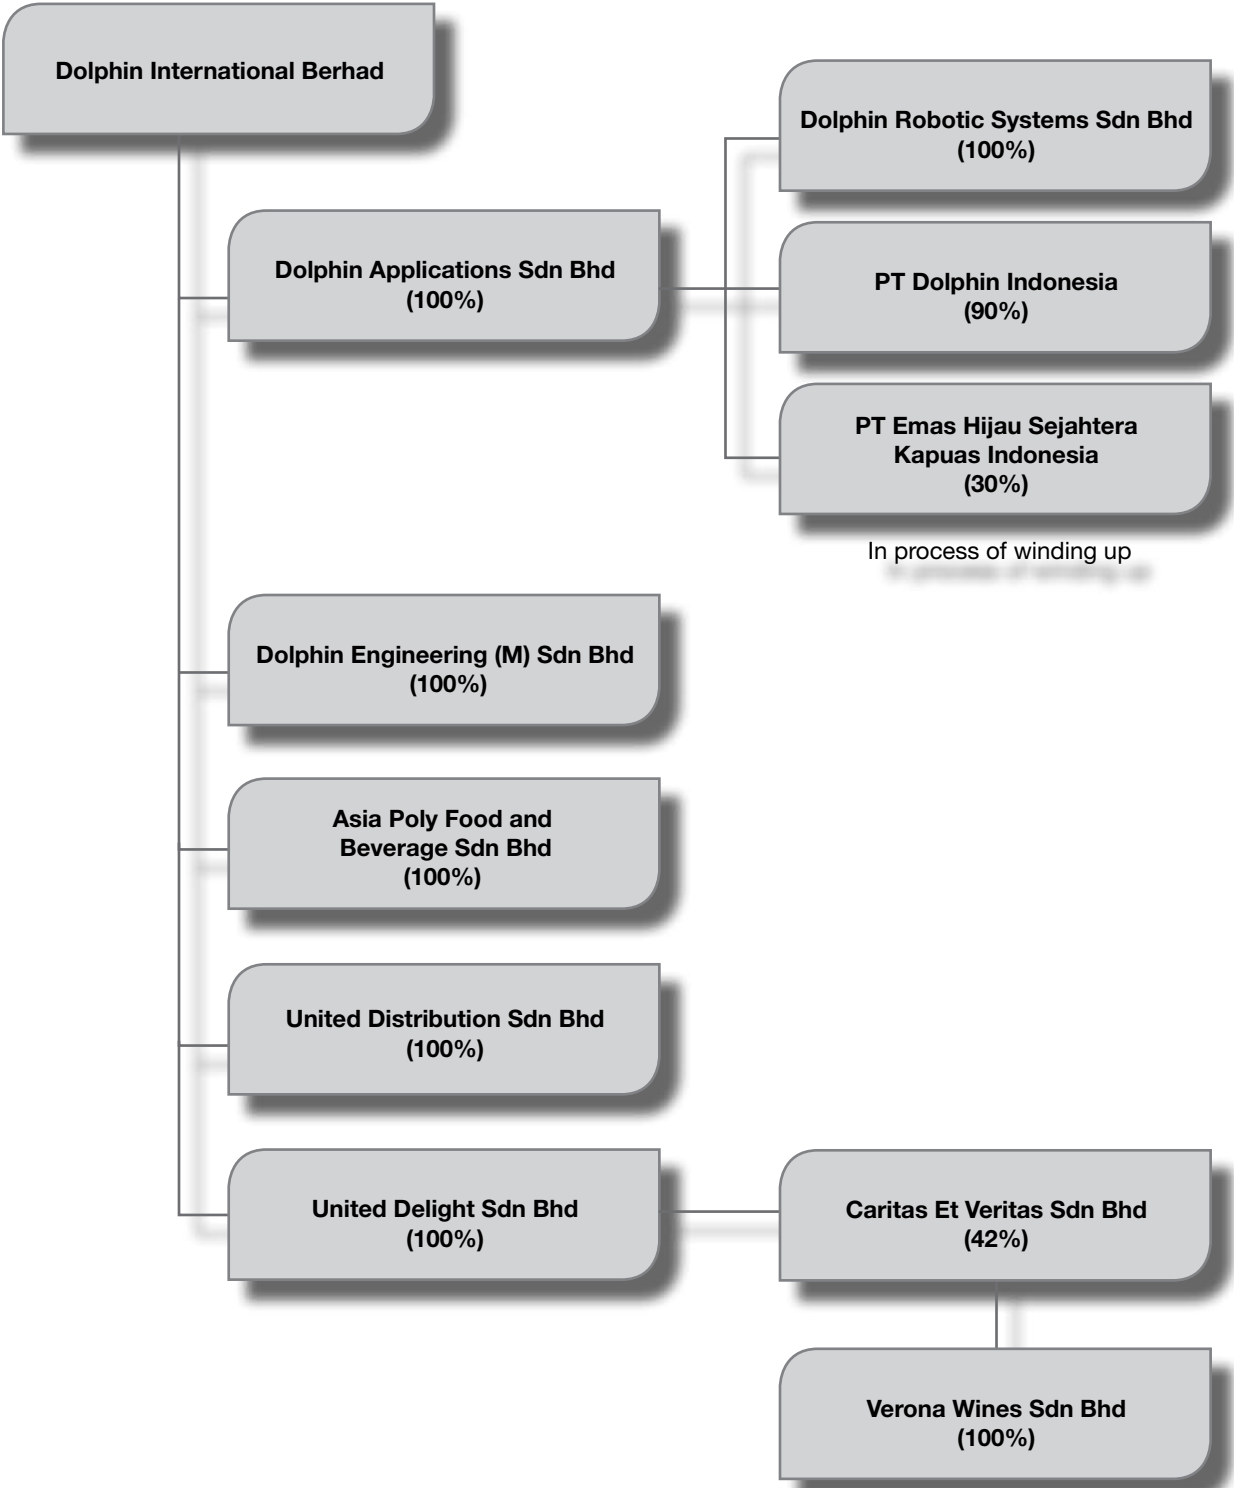 Dolphin International Berhad
Dolphin Robotic Systems Sdn Bhd
(100%)
Dolphin Applications Sdn Bhd
(100%)
PT Dolphin Indonesia
(90%)
PT Emas Hijau Sejahtera
Kapuas Indonesia
(30%)
In process of winding up
Dolphin Engineering (M) Sdn Bhd
(100%)
Asia Poly Food and
Beverage Sdn Bhd
(100%)
United Distribution Sdn Bhd
(100%)
United Delight Sdn Bhd
(100%)
Caritas Et Veritas Sdn Bhd
(42%)
Verona Wines Sdn Bhd
(100%)